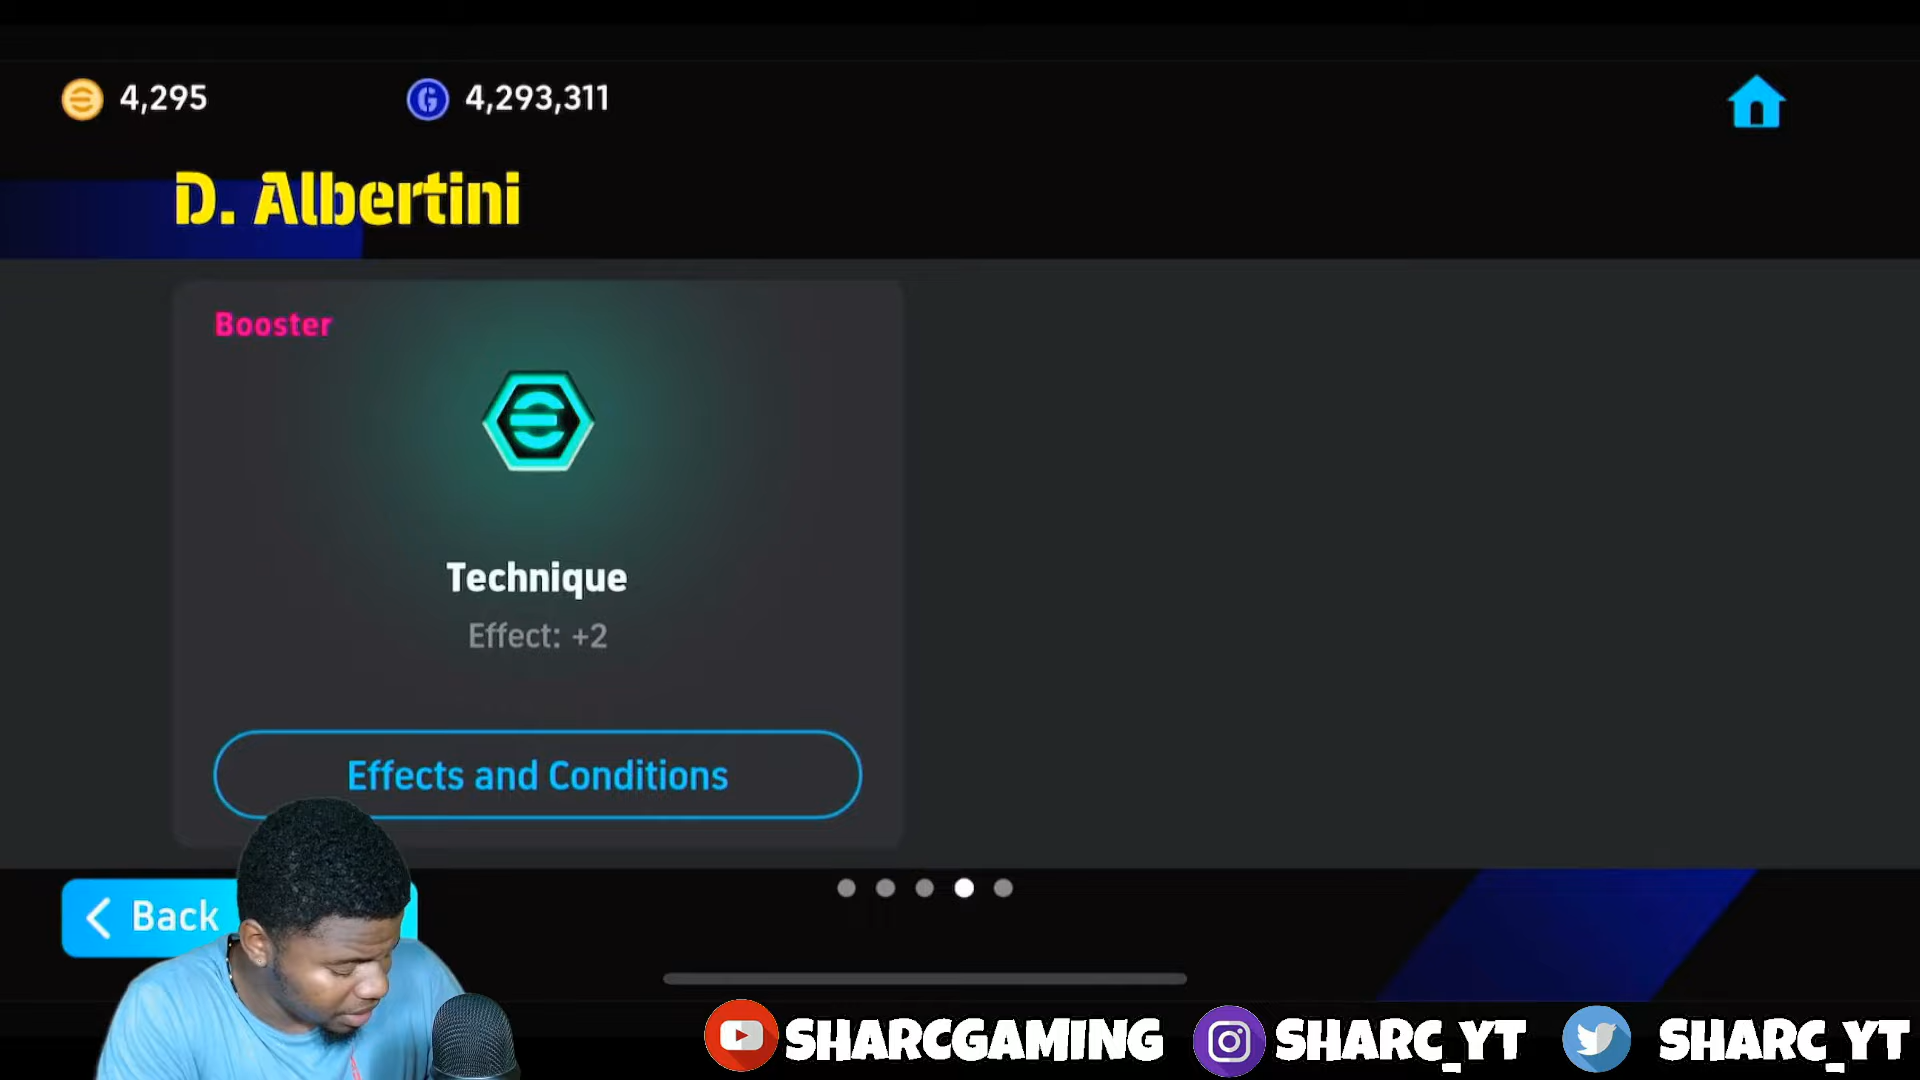 4,295
4,293,311
D. Albertini
Booster
Technique
Effect: +2
Effects and Conditions
Back
SHARCGAMING
SHARC_YT
SHARC_YT